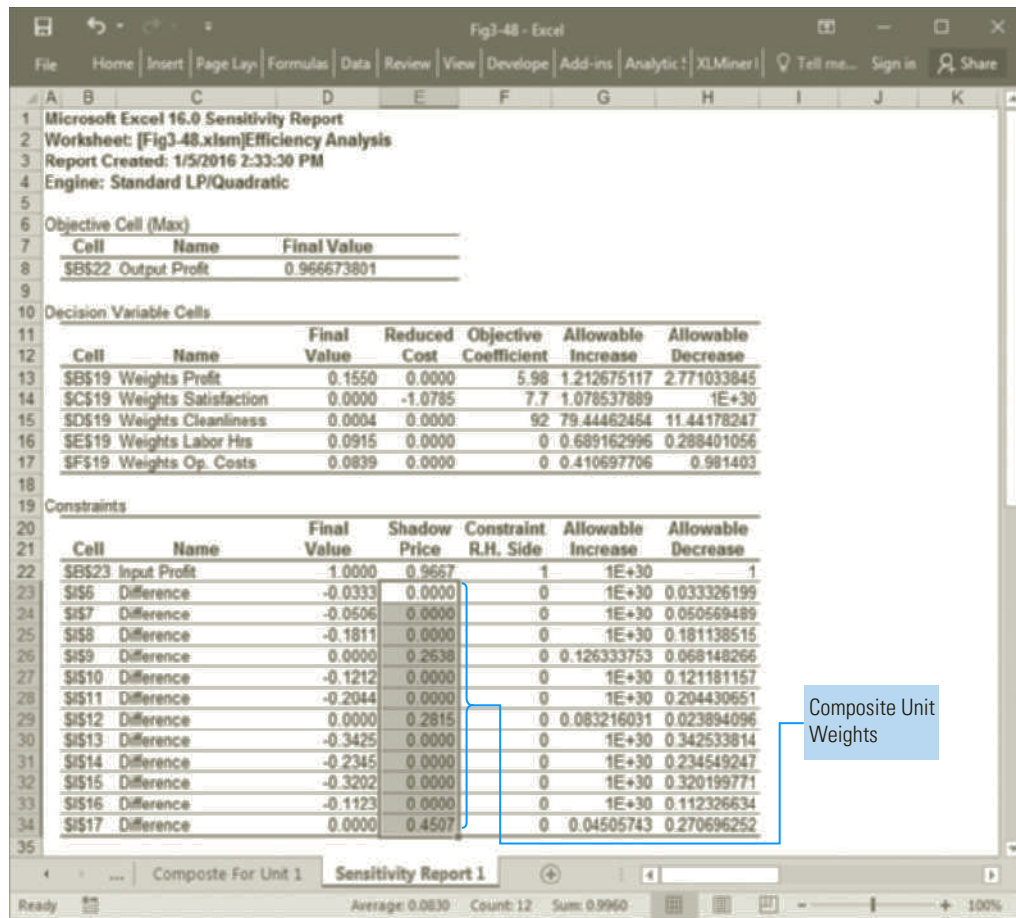 Fig3-48 - Excel
File Home Insert Page Layo Formulas Data Review View Develope Add-ins Analytic S XLMiner Tell me... Sign in Share
A B C D E F G H I J K
1 Microsoft Excel 16.0 Sensitivity Report
2 Worksheet: [Fig3-48.xlsm]Efficiency Analysis
3 Report Created: 1/5/2016 2:33:30 PM
4 Engine: Standard LP/Quadratic
5
6 Objective Cell (Max)
7 Cell Name Final Value
8 $B$22 Output Profit 0.966673801
9
10 Decision Variable Cells
11 Final Reduced Objective Allowable Allowable
12 Cell Name Value Cost Coefficient Increase Decrease
13 $B$19 Weights Profit 0.1550 0.0000 5.98 1.212675117 2.771033845
14 $C$19 Weights Satisfaction 0.0000 -1.0785 7.7 1.078537889 1E+30
15 $D$19 Weights Cleanliness 0.0004 0.0000 92 79.44462464 11.44178247
16 $E$19 Weights Labor Hrs 0.0915 0.0000 0 0.689162996 0.288401056
17 $F$19 Weights Op. Costs 0.0839 0.0000 0 0.410697706 0.981403
18
19 Constraints
20 Final Shadow Constraint Allowable Allowable
21 Cell Name Value Price R.H. Side Increase Decrease
22 $B$23 Input Profit 1.0000 0.9667 1 1E+30 1
23 $I$6 Difference -0.0333 0.0000 0 1E+30 0.033326199
24 $I$7 Difference -0.0506 0.0000 0 1E+30 0.050569489
25 $I$8 Difference -0.1811 0.0000 0 1E+30 0.181138515
26 $I$9 Difference 0.0000 0.2638 0 0.126333753 0.068148266
27 $I$10 Difference -0.1212 0.0000 0 1E+30 0.121181157
28 $I$11 Difference -0.2044 0.0000 0 1E+30 0.204430651
29 $I$12 Difference 0.0000 0.2815 0 0.083216031 0.023894096
30 $I$13 Difference -0.3425 0.0000 0 1E+30 0.342533814
31 $I$14 Difference -0.2345 0.0000 0 1E+30 0.234549247
32 $I$15 Difference -0.3202 0.0000 0 1E+30 0.320199771
33 $I$16 Difference -0.1123 0.0000 0 1E+30 0.112326634
34 $I$17 Difference 0.0000 0.4507 0 0.04505743 0.270696252
35
Composite Unit
Weights
... Composte For Unit 1 Sensitivity Report 1
Ready Average: 0.0830 Count: 12 Sum: 0.9960 100%